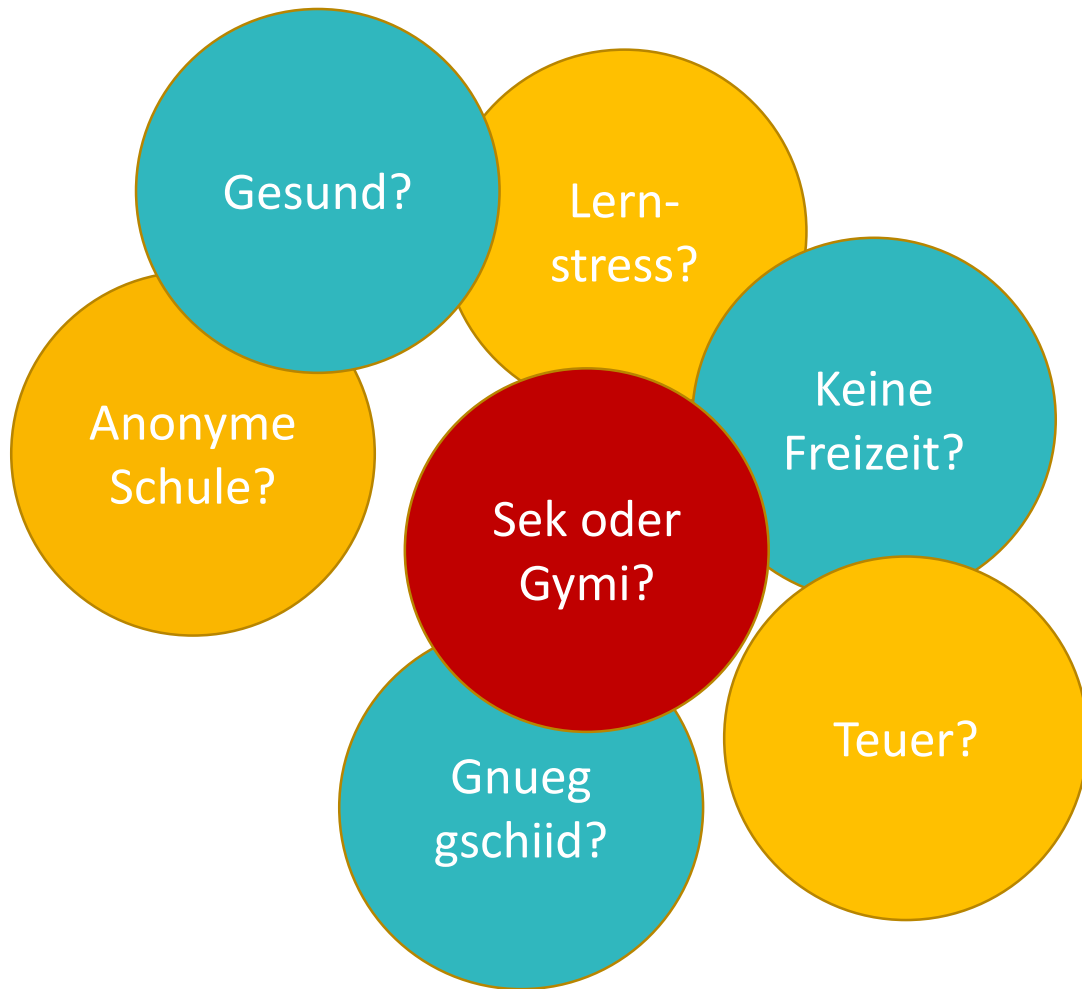 Gesund?
Lern-
stress?
Keine
Freizeit?
Anonyme
Schule?
Sek oder
Gymi?
Teuer?
Gnueg
gschiid?